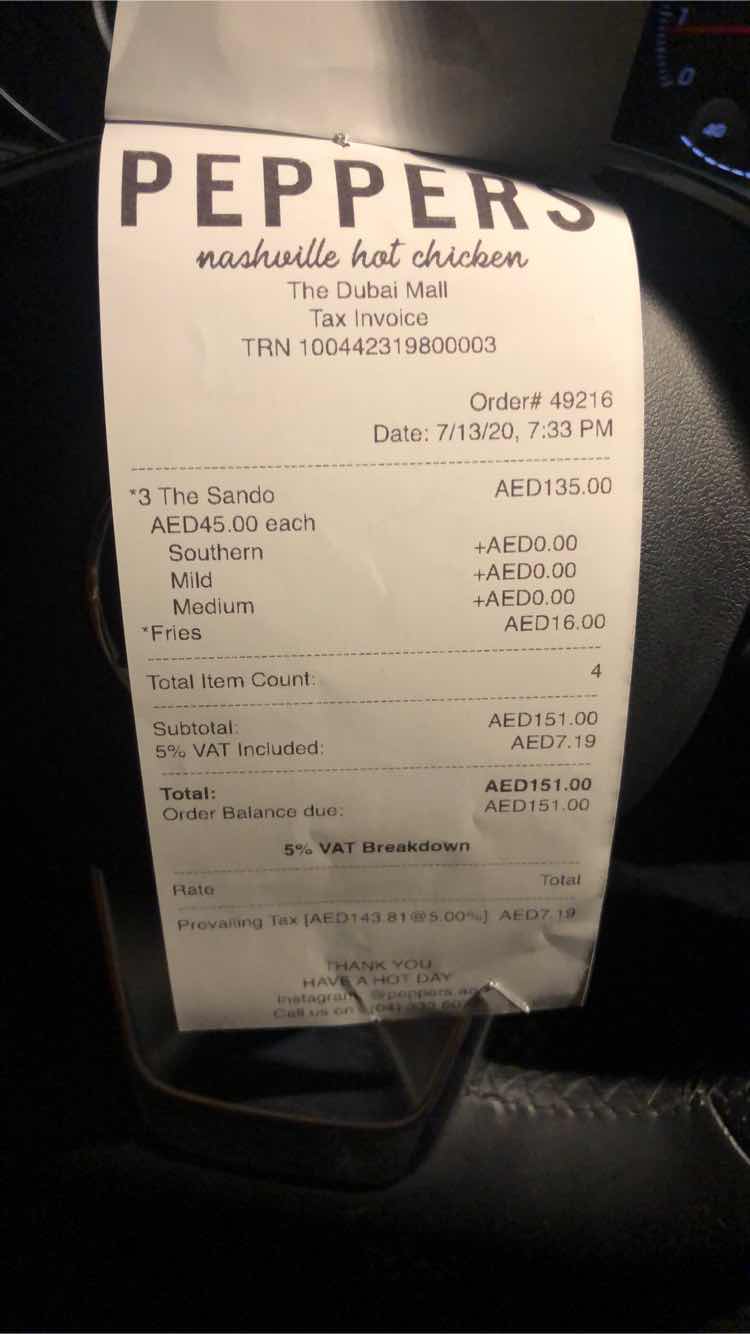 PEPPERS
nashville hot chicken
The Dubai Mall
Tax Invoice
TRN 100442319800003
Order# 49216
Date: 7/13/20, 7:33 PM
*3 The Sando AED135.00
AED45.00 each
Southern +AED0.00
Mild +AED0.00
Medium +AED0.00
*Fries AED16.00
Total Item Count: 4
Subtotal: AED151.00
5% VAT Included: AED7.19
Total: AED151.00
Order Balance due: AED151.00
5% VAT Breakdown
Rate Total
Prevailing Tax [AED143.81@5.00%] AED7.19
THANK YOU
HAVE A HOT DAY
Instagram @peppers.ae
Call us on (04)
0